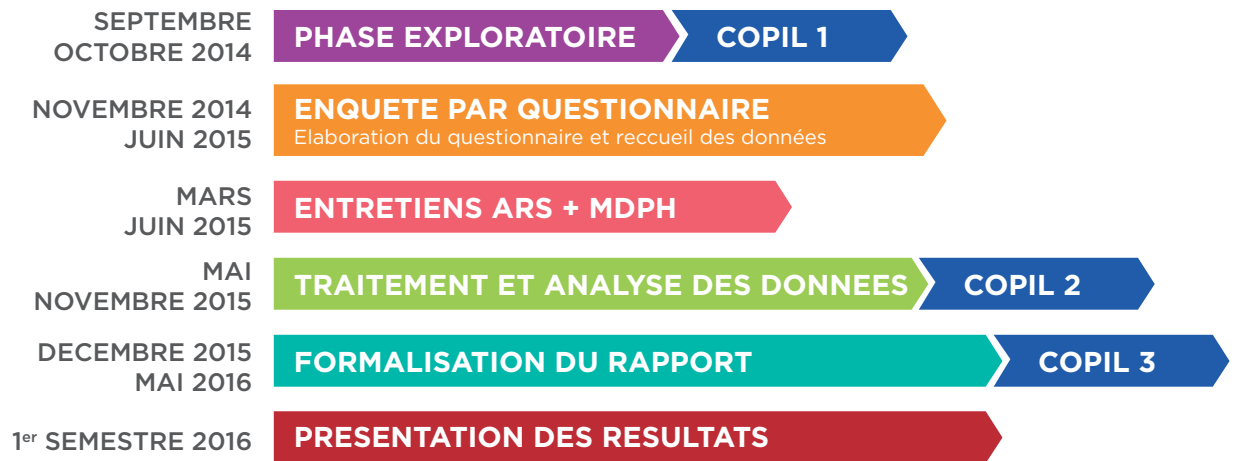 SEPTEMBRE
OCTOBRE 2014
PHASE EXPLORATOIRE
COPIL 1
NOVEMBRE 2014
JUIN 2015
ENQUETE PAR QUESTIONNAIRE
Elaboration du questionnaire et reccueil des données
MARS
JUIN 2015
ENTRETIENS ARS + MDPH
MAI
NOVEMBRE 2015
TRAITEMENT ET ANALYSE DES DONNEES
COPIL 2
DECEMBRE 2015
MAI 2016
FORMALISATION DU RAPPORT
COPIL 3
1er SEMESTRE 2016
PRESENTATION DES RESULTATS